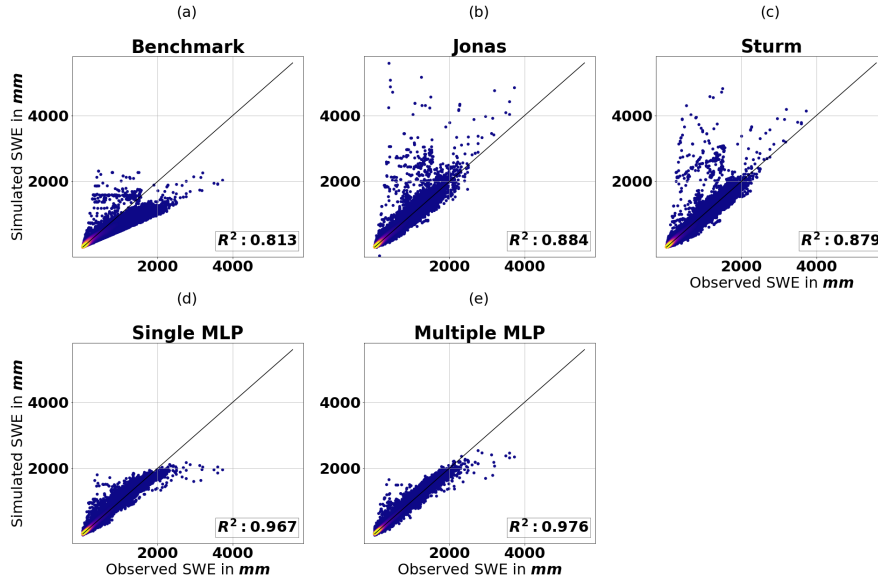 (a)
(b)
(c)
Benchmark
Jonas
Sturm
Simulated SWE in mm
4000
2000
R² : 0.813
2000
4000
4000
2000
R² : 0.884
2000
4000
4000
2000
R² : 0.879
2000
4000
Observed SWE in mm
(d)
(e)
Single MLP
Multiple MLP
Simulated SWE in mm
4000
2000
R² : 0.967
2000
4000
Observed SWE in mm
4000
2000
R² : 0.976
2000
4000
Observed SWE in mm